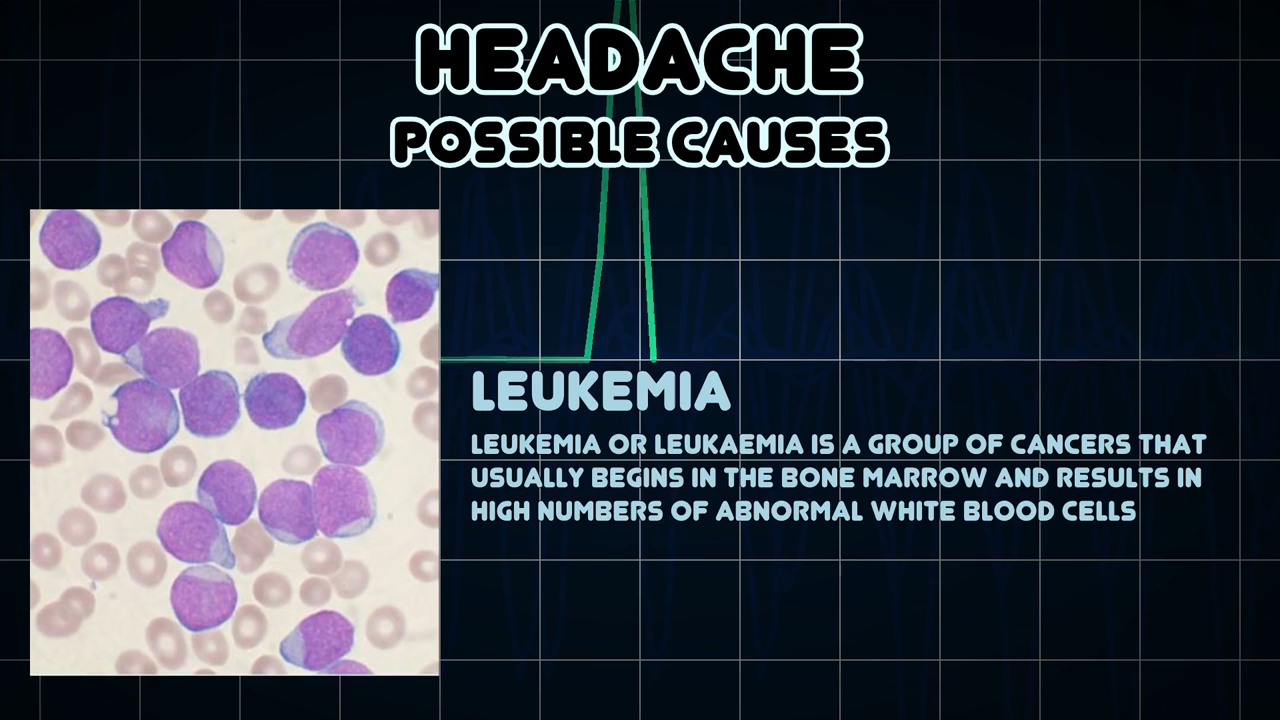 HEADACHE
POSSIBLE CAUSES
LEUKEMIA
LEUKEMIA OR LEUKAEMIA IS A GROUP OF CANCERS THAT
USUALLY BEGINS IN THE BONE MARROW AND RESULTS IN
HIGH NUMBERS OF ABNORMAL WHITE BLOOD CELLS